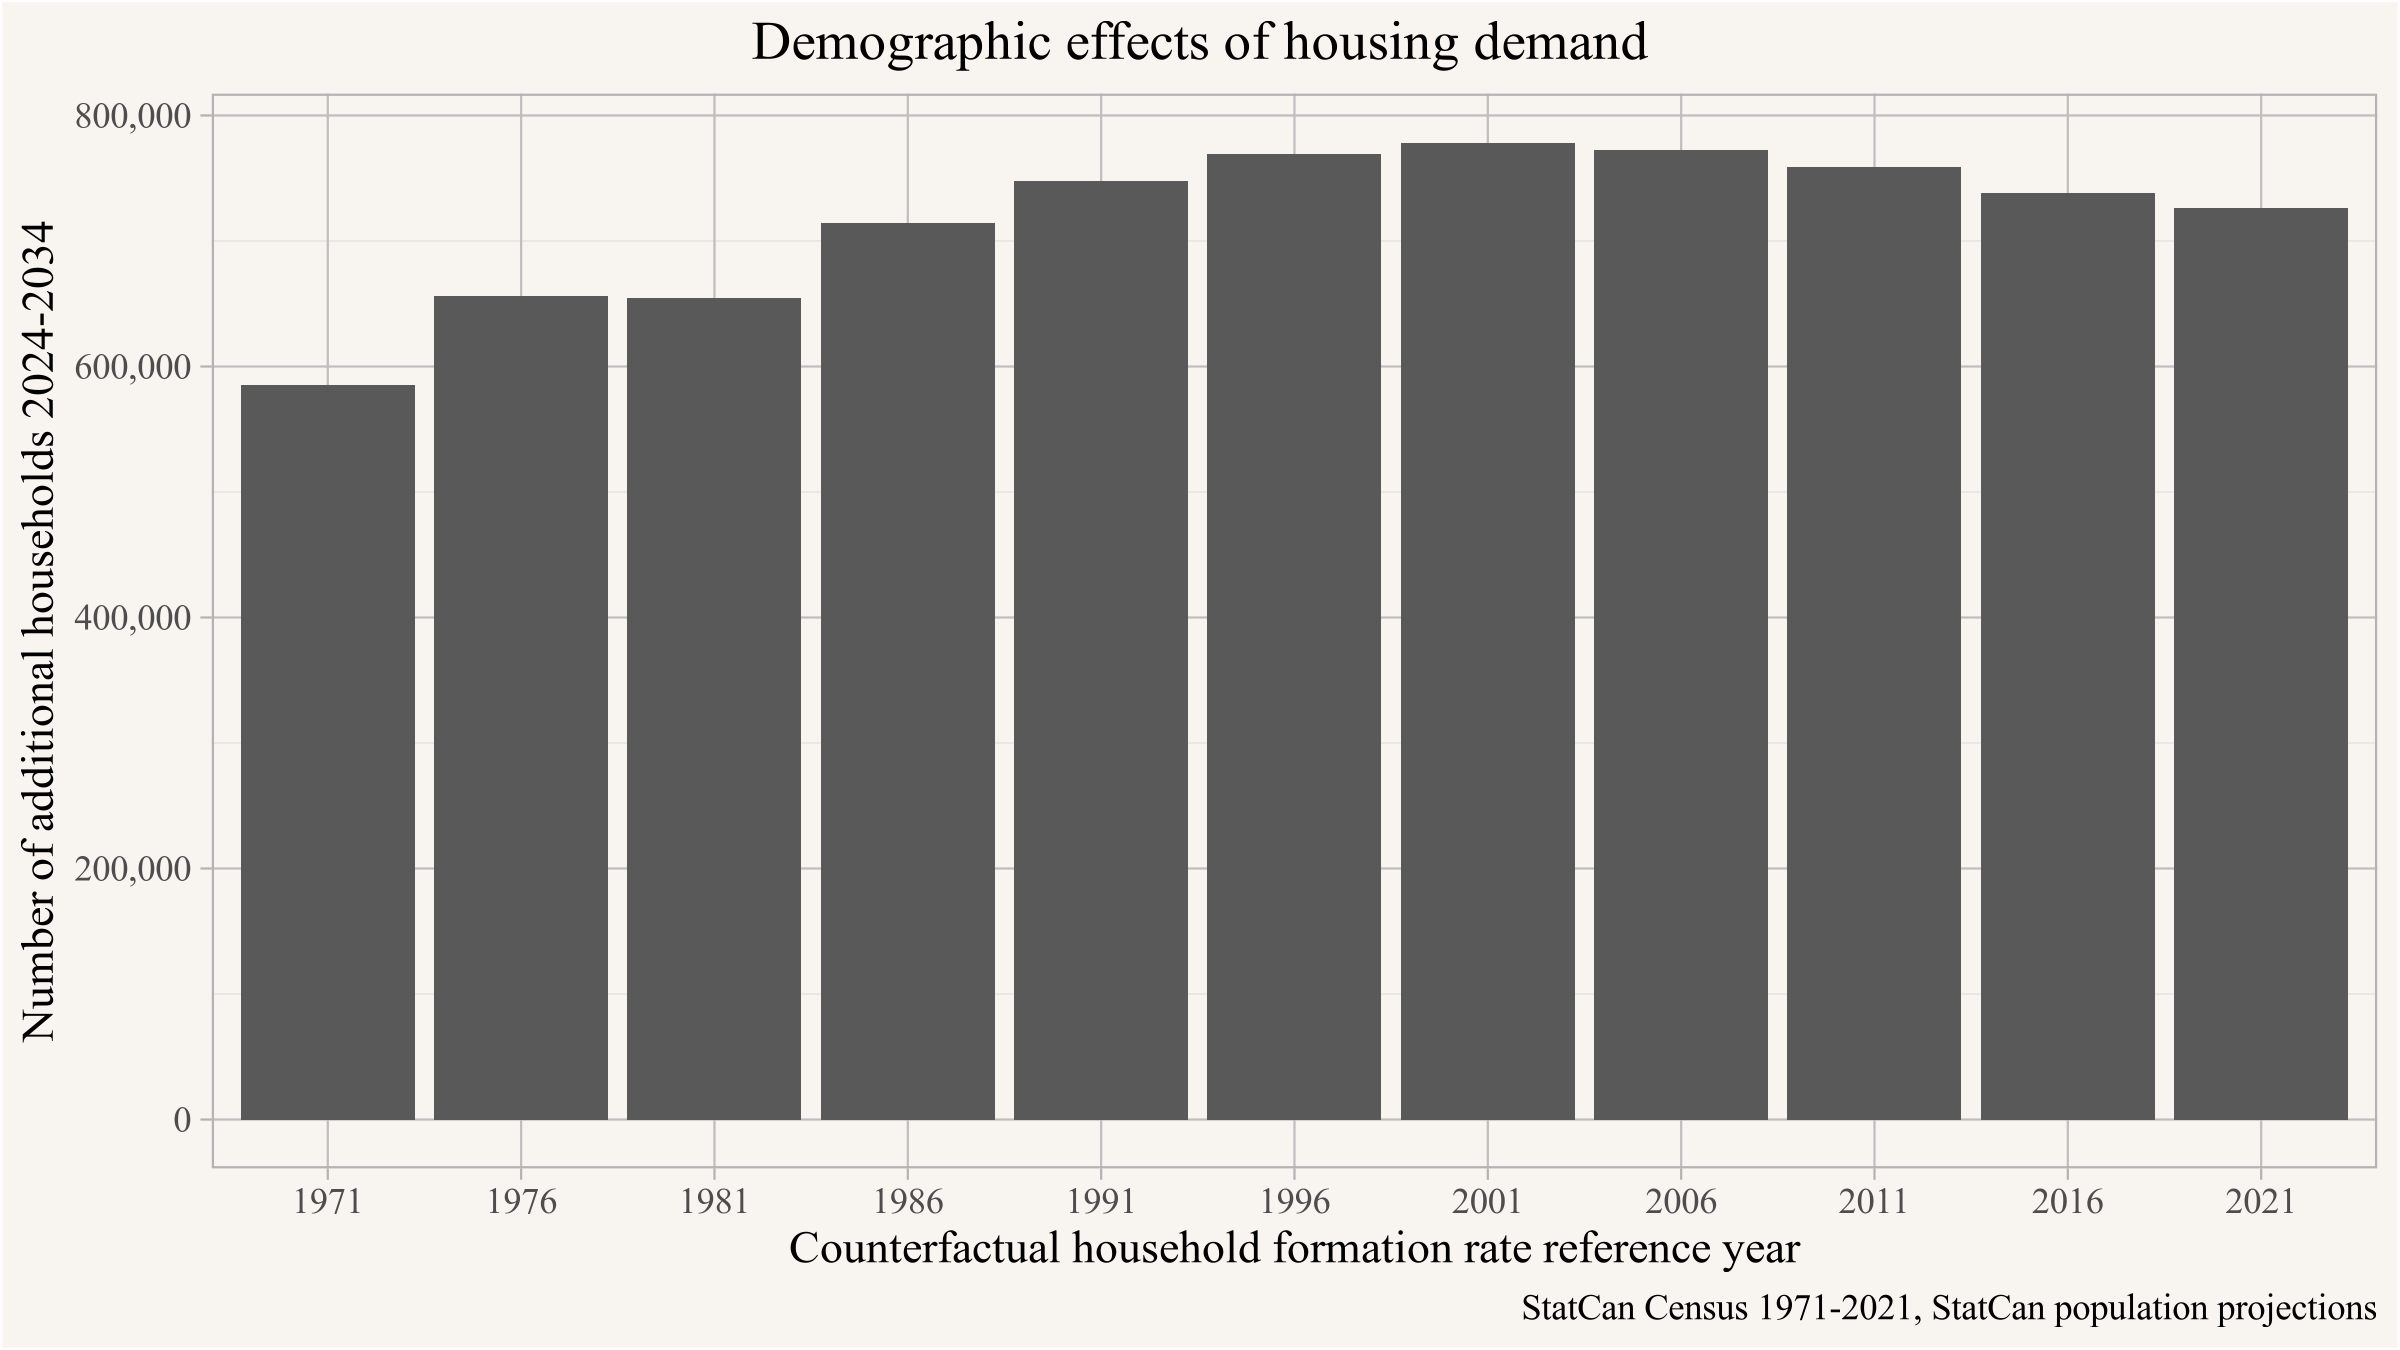 Demographic effects of housing demand
Number of additional households 2024-2034
800,000
600,000
400,000
200,000
0
1971 1976 1981 1986 1991 1996 2001 2006 2011 2016 2021
Counterfactual household formation rate reference year
StatCan Census 1971-2021, StatCan population projections